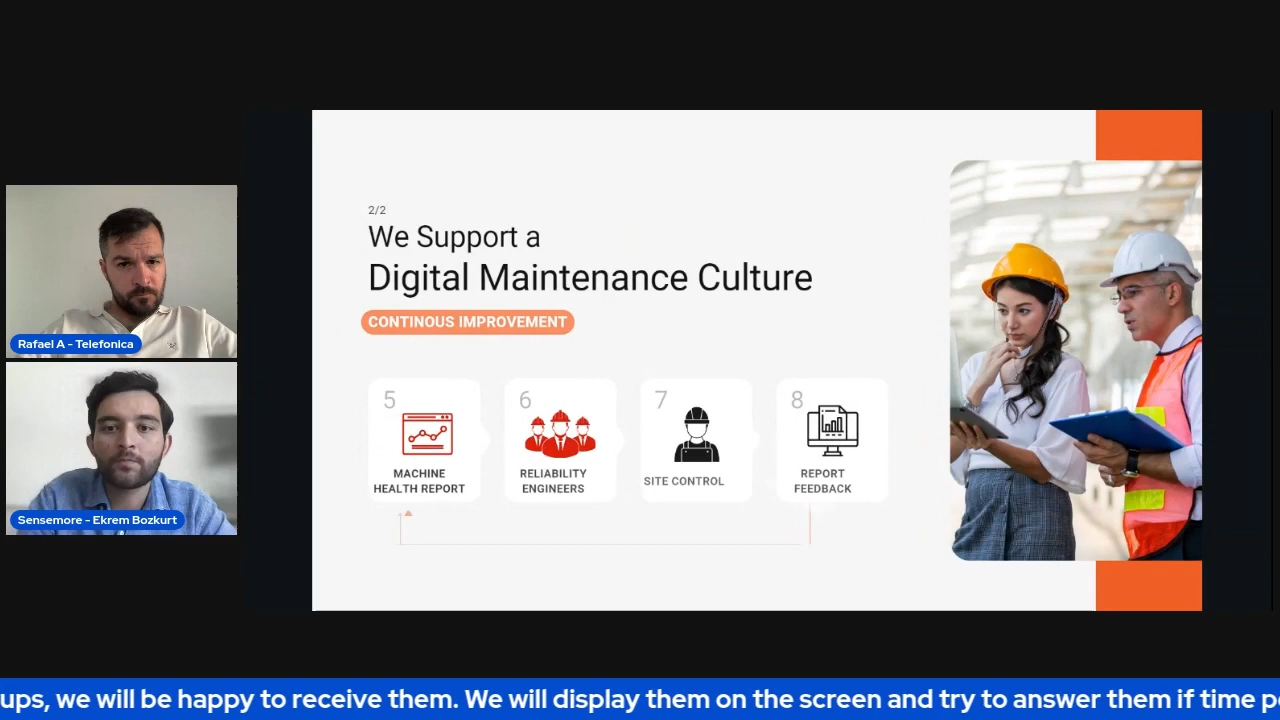 Rafael A - Telefonica
Sensemore - Ekrem Bozkurt
2/2
We Support a
Digital Maintenance Culture
CONTINOUS IMPROVEMENT
5
MACHINE
HEALTH REPORT
6
RELIABILITY
ENGINEERS
7
SITE CONTROL
8
REPORT
FEEDBACK
ups, we will be happy to receive them. We will display them on the screen and try to answer them if time